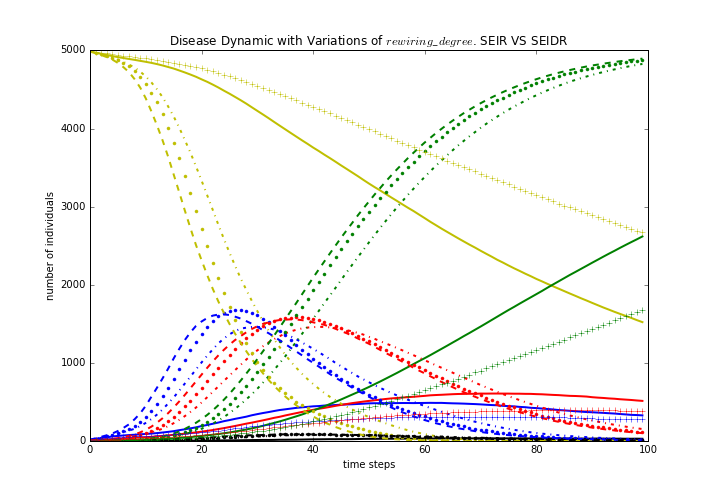 Disease Dynamic with Variations of rewiring_degree. SEIR VS SEIDR
5000
4000
3000
2000
1000
0
number of individuals
0 20 40 60 80 100
time steps